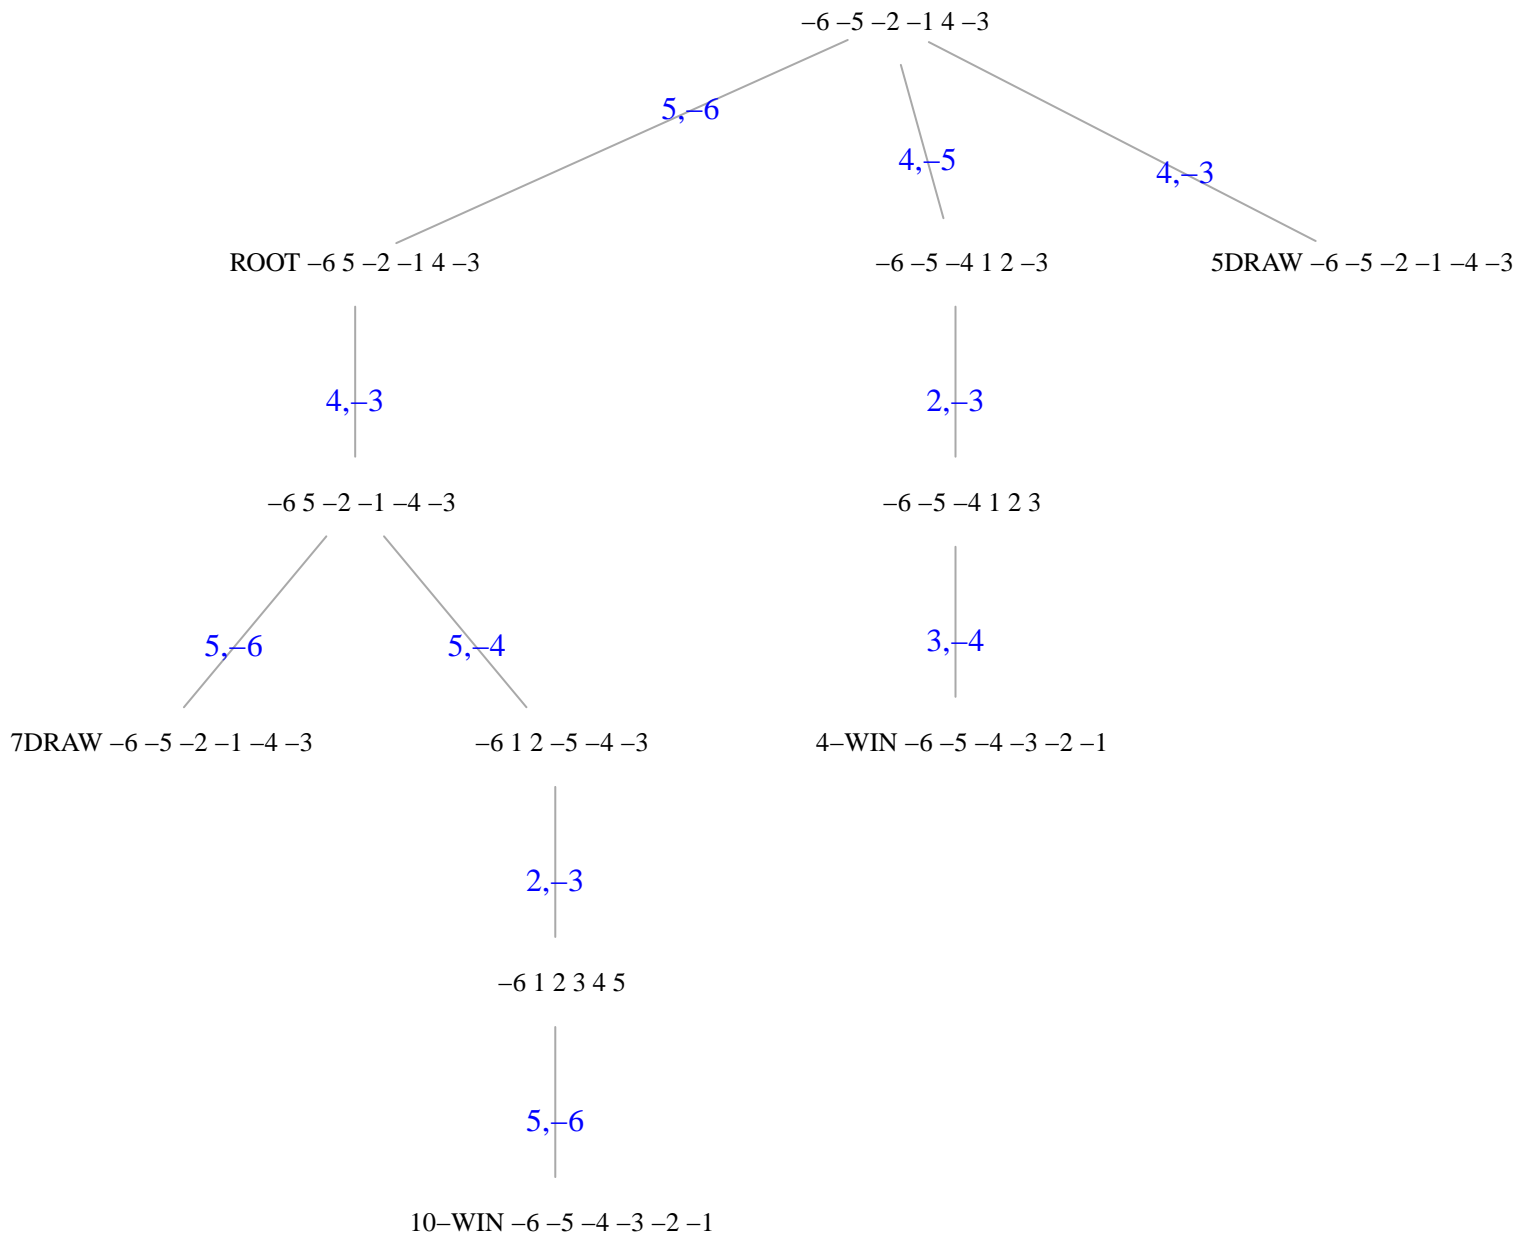 –6 –5 –2 –1 4 –3
5,–6
4,–5
4,–3
ROOT –6 5 –2 –1 4 –3
–6 –5 –4 1 2 –3
5DRAW –6 –5 –2 –1 –4 –3
4,–3
2,–3
–6 5 –2 –1 –4 –3
–6 –5 –4 1 2 3
5,–6
5,–4
3,–4
7DRAW –6 –5 –2 –1 –4 –3
–6 1 2 –5 –4 –3
4–WIN –6 –5 –4 –3 –2 –1
2,–3
–6 1 2 3 4 5
5,–6
10–WIN –6 –5 –4 –3 –2 –1